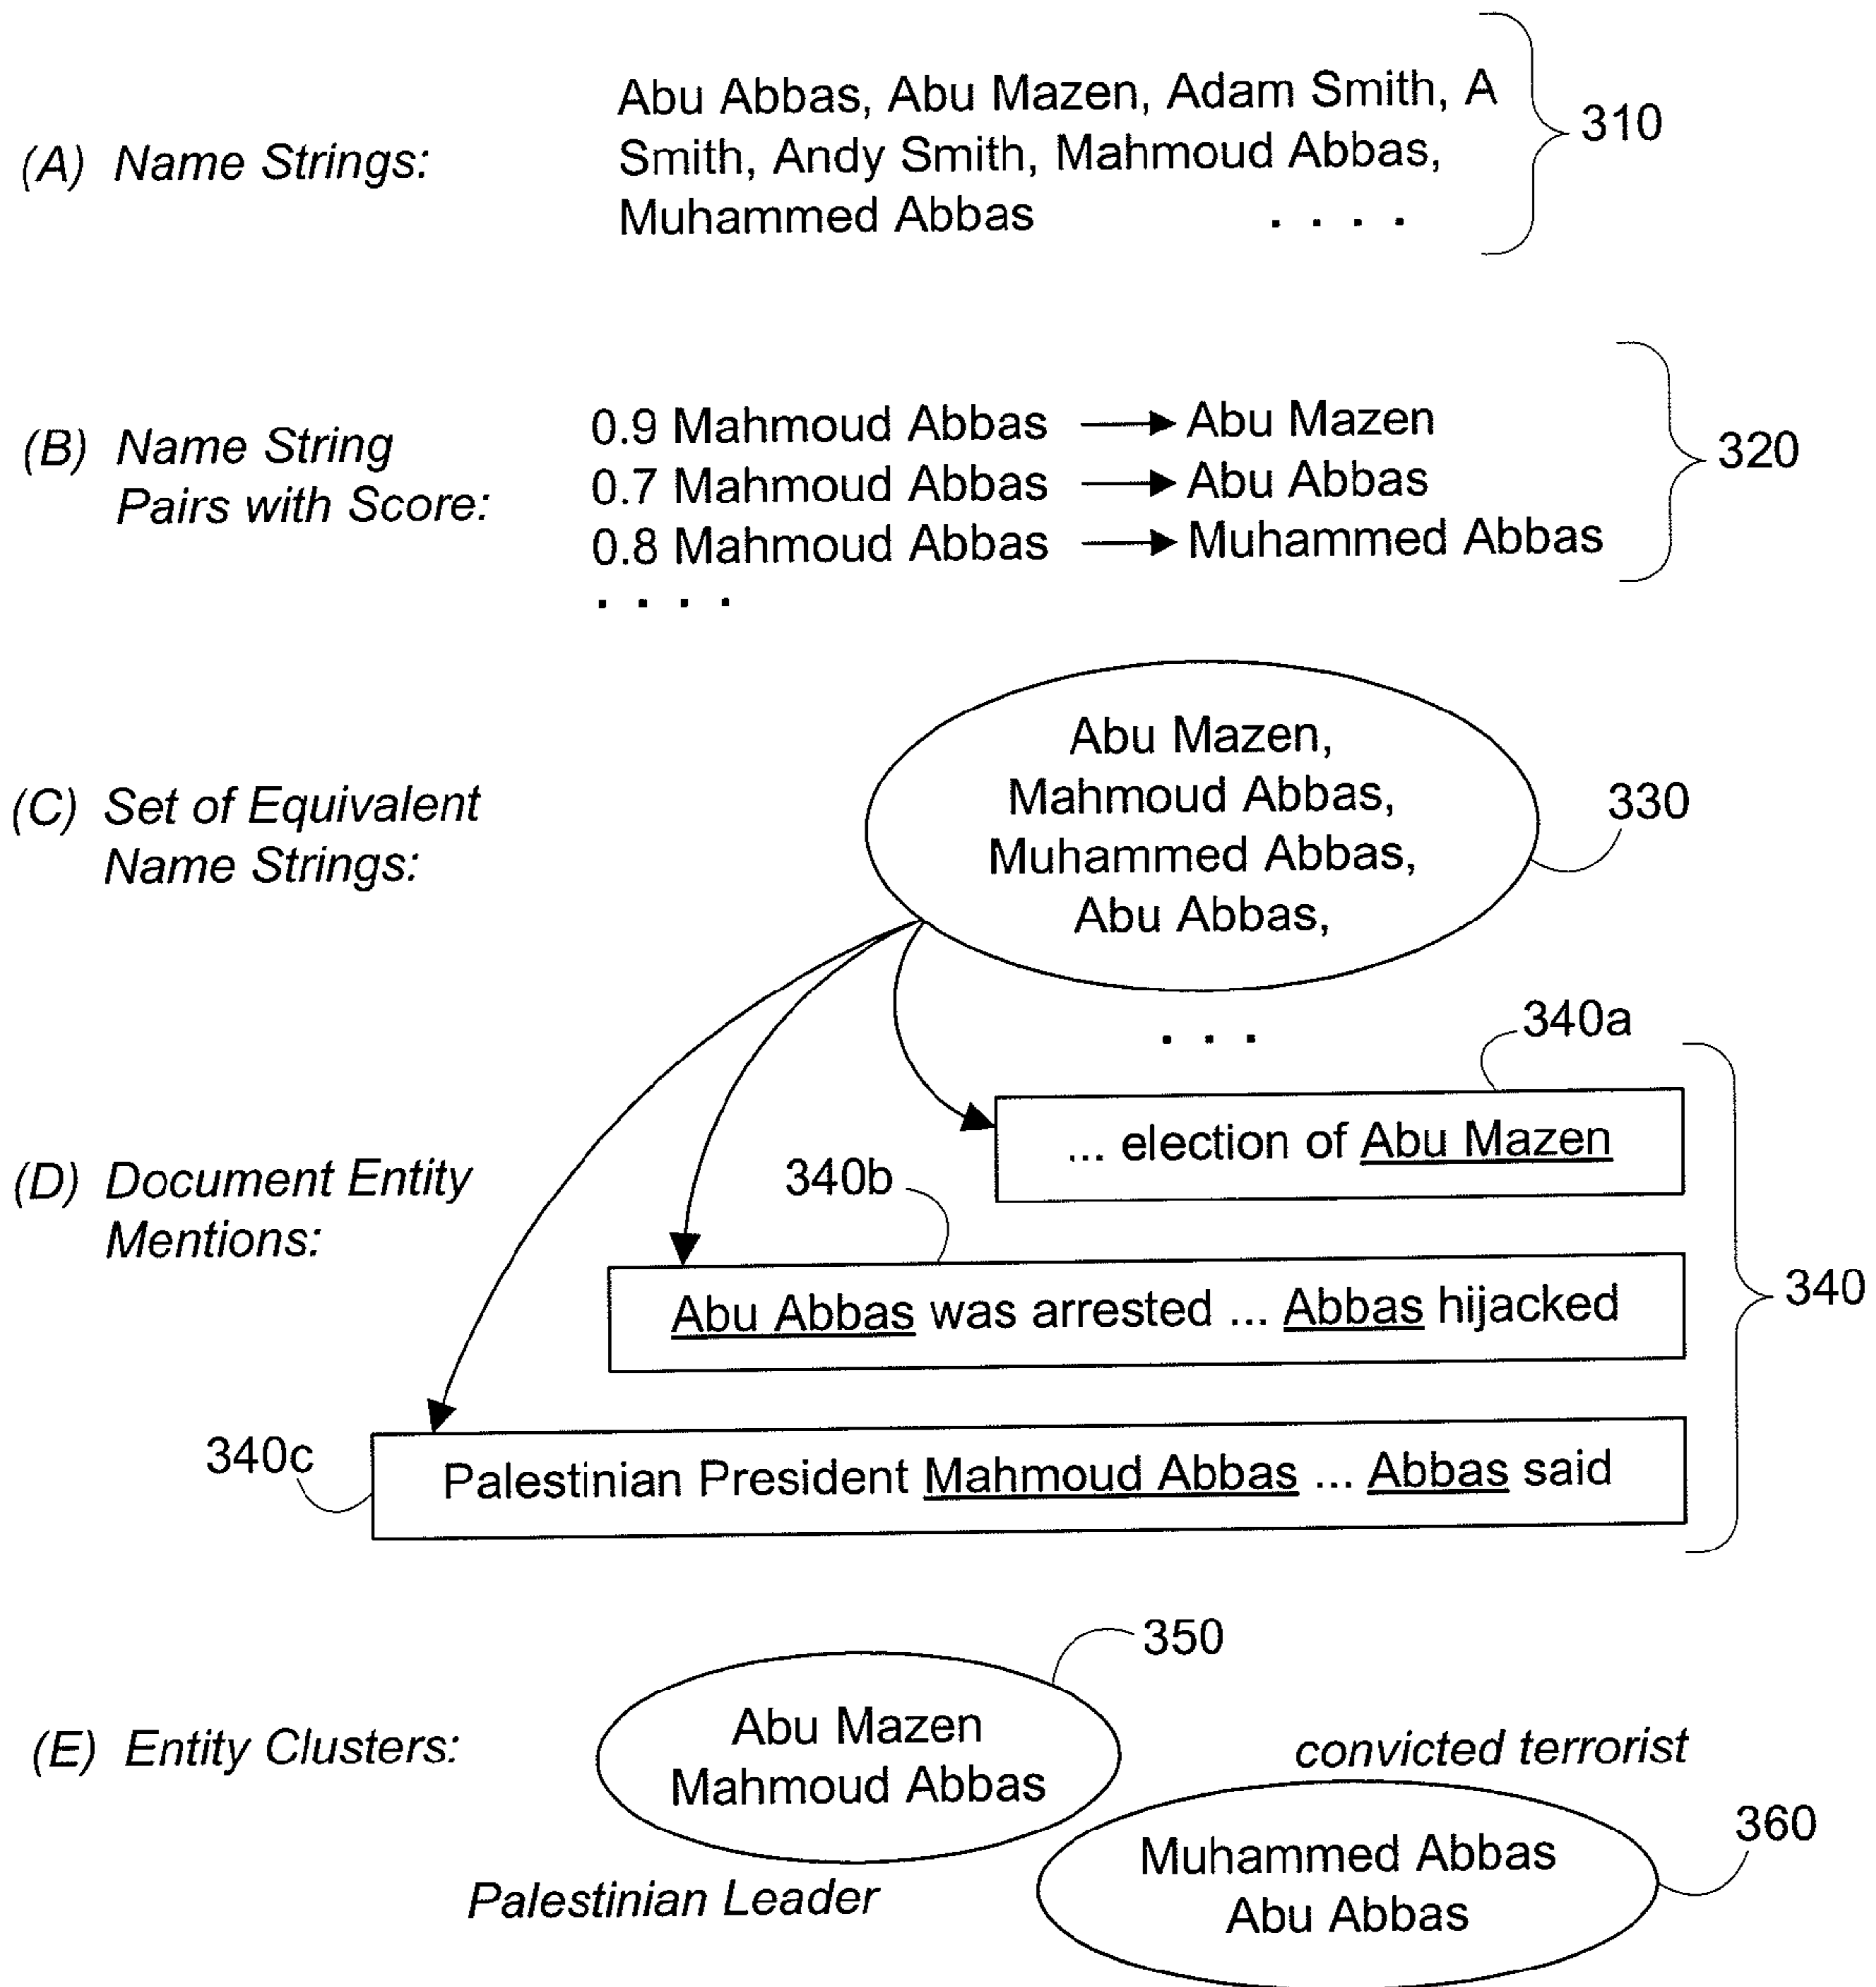 Abu Abbas, Abu Mazen, Adam Smith, A
(A) Name Strings: Smith, Andy Smith, Mahmoud Abbas, 310
Muhammed Abbas . . . .
(B) Name String
Pairs with Score:
0.9 Mahmoud Abbas → Abu Mazen
0.7 Mahmoud Abbas → Abu Abbas
0.8 Mahmoud Abbas → Muhammed Abbas
. . . .
320
(C) Set of Equivalent
Name Strings:
Abu Mazen,
Mahmoud Abbas,
Muhammed Abbas,
Abu Abbas,
330
. . .
(D) Document Entity
Mentions:
340a
... election of Abu Mazen
340b
Abu Abbas was arrested ... Abbas hijacked
340
340c
Palestinian President Mahmoud Abbas ... Abbas said
(E) Entity Clusters:
350
Abu Mazen
Mahmoud Abbas
Palestinian Leader
convicted terrorist
360
Muhammed Abbas
Abu Abbas